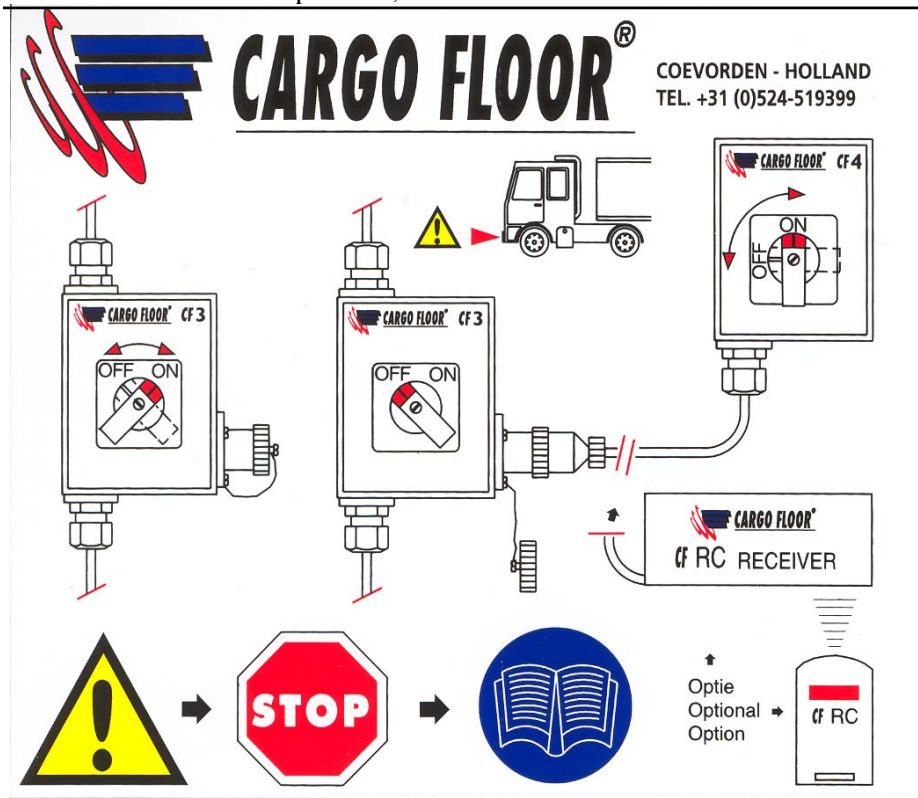 CARGO FLOOR®
COEVORDEN - HOLLAND
TEL. +31 (0)524-519399
CARGO FLOOR® CF 4
ON
OFF
CARGO FLOOR® CF 3
OFF ON
CARGO FLOOR® CF 3
OFF ON
CARGO FLOOR®
CF RC RECEIVER
STOP
Optie
Optional
Option
CF RC